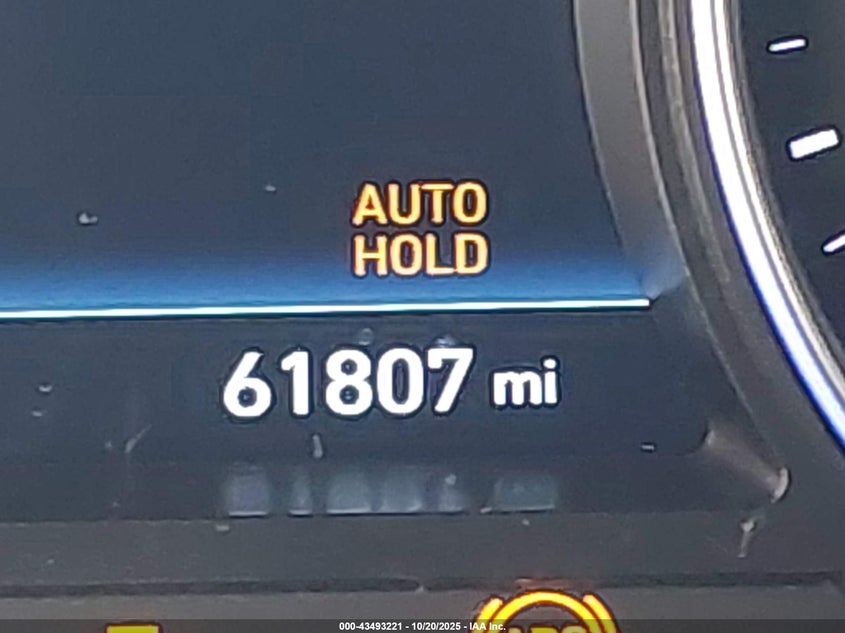 AUTO
HOLD
61807 mi
000-43493221 - 10/20/2025 - IAA Inc.